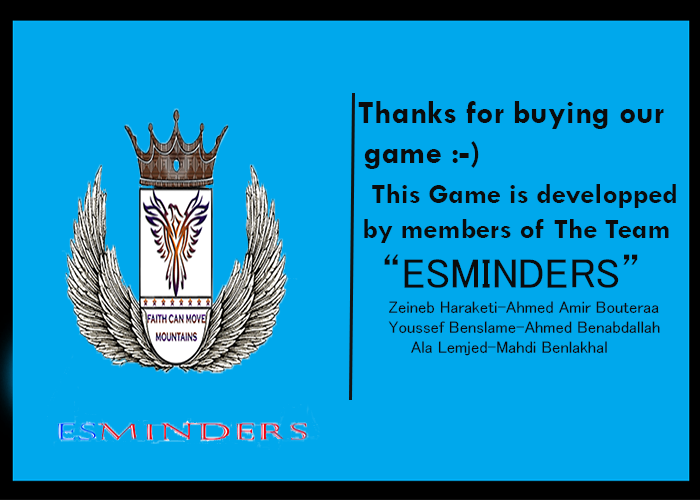 FAITH CAN MOVE
MOUNTAINS
ESMINDERS
Thanks for buying our
game :-)
This Game is developped
by members of The Team
“ESMINDERS”
Zeineb Haraketi-Ahmed Amir Bouteraa
Youssef Benslame-Ahmed Benabdallah
Ala Lemjed-Mahdi Benlakhal